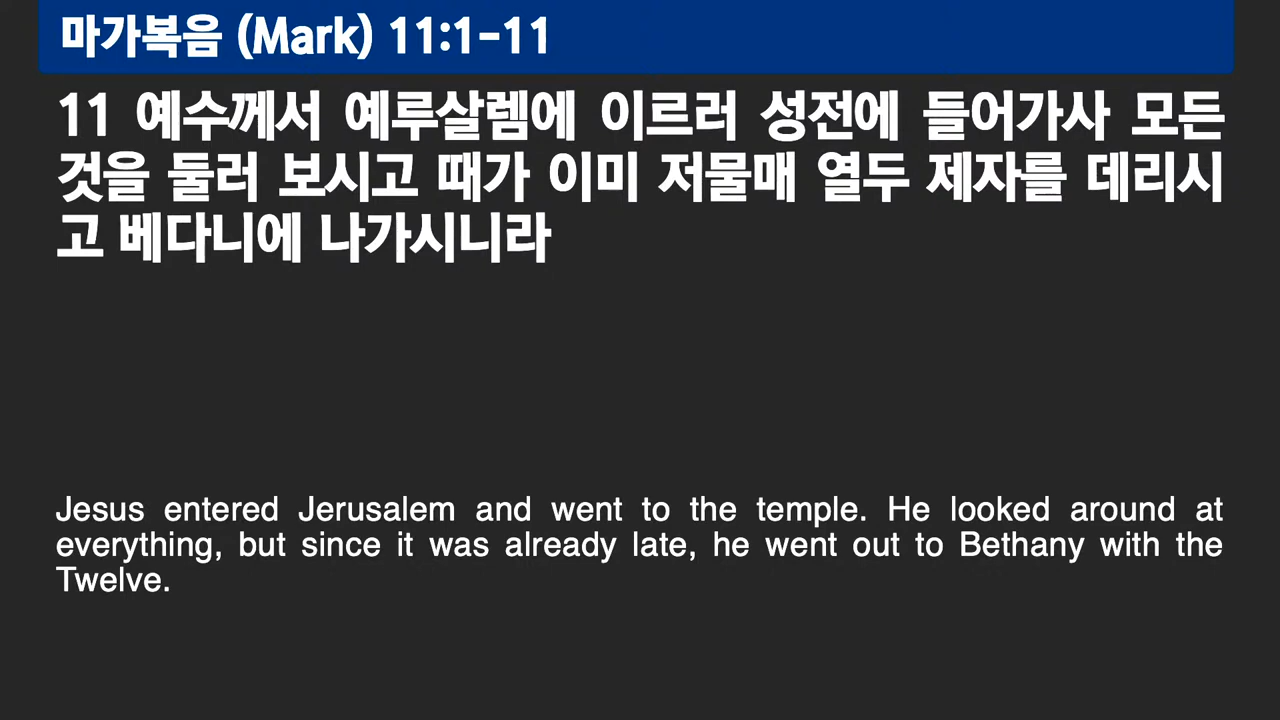 마가복음 (Mark) 11:1-11
11 예수께서 예루살렘에 이르러 성전에 들어가사 모든
것을 둘러 보시고 때가 이미 저물매 열두 제자를 데리시
고 베다니에 나가시니라
Jesus entered Jerusalem and went to the temple. He looked around at
everything, but since it was already late, he went out to Bethany with the
Twelve.